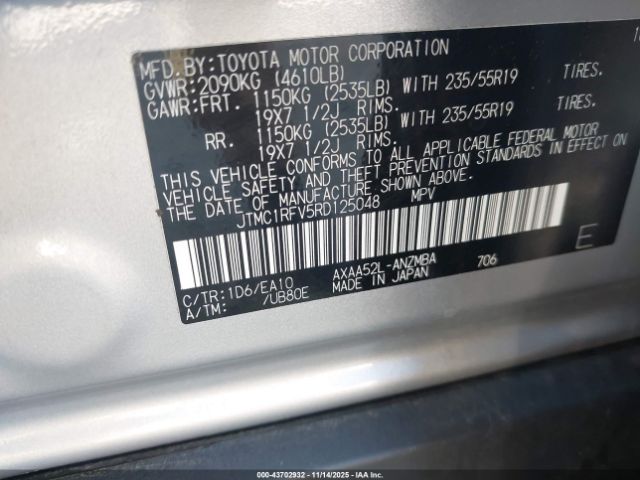 MFD.BY:TOYOTA MOTOR CORPORATION
GVWR:2090KG (4610LB)
GAWR:FRT. 1150KG (2535LB) WITH 235/55R19 TIRES.
19X7 1/2J RIMS.
RR. 1150KG (2535LB) WITH 235/55R19 TIRES.
19X7 1/2J RIMS.
THIS VEHICLE CONFORMS TO ALL APPLICABLE FEDERAL MOTOR
VEHICLE SAFETY AND THEFT PREVENTION STANDARDS IN EFFECT ON
THE DATE OF MANUFACTURE SHOWN ABOVE.
JTMC1RFV5RD125048 MPV
E
C/TR:1D6/EA10 AXAA52L-ANZMBA 706
A/TM: /UB80E MADE IN JAPAN
000-43702932 - 11/14/2025 - IAAI, Inc.